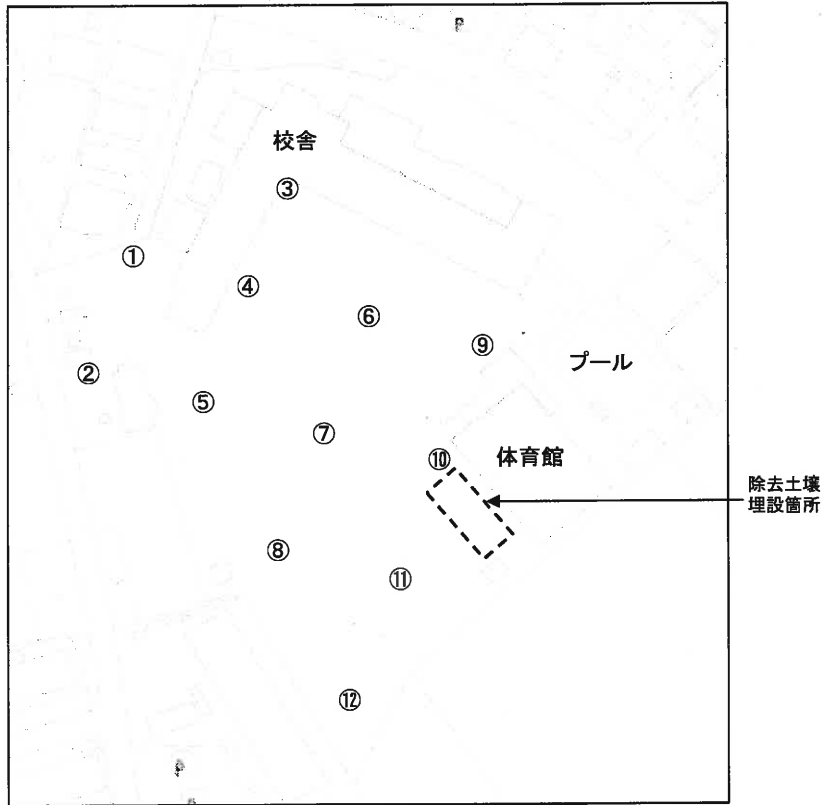 校舎
③
①
④
⑥
⑨
プール
②
⑤
⑦
⑩
体育館
除去土壌
埋設箇所
⑧
⑪
⑫